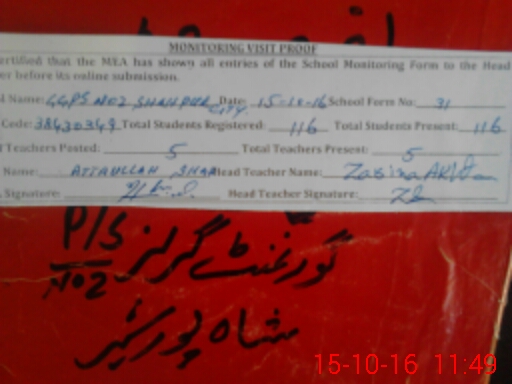 MONITORING VISIT PROOF
ertified that the MEA has shown all entries of the School Monitoring Form to the Head
er before its online submission.
l Name: GGPS NO2 SHAHPUR CITY. Date: 15-10-16 School Form No: 31
Code: 38430349 Total Students Registered: 116 Total Students Present: 116
l Teachers Posted: 5 Total Teachers Present: 5
Name: ATTAULLAH SHAH Head Teacher Name: Zarina AKhtar
Signature: Head Teacher Signature:
P/S گورنمنٹ گرلز
NO2
شاہ پور سٹی
15-10-16 11:49